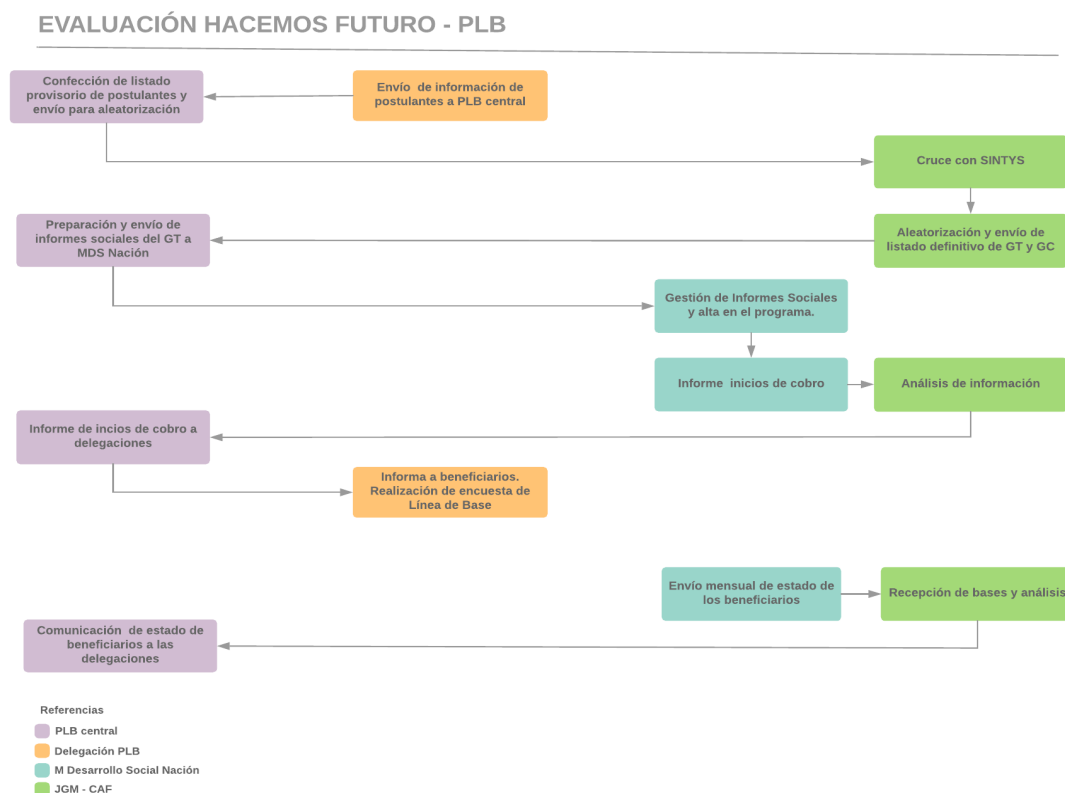 EVALUACIÓN HACEMOS FUTURO - PLB
Confección de listado
provisorio de postulantes y
envío para aleatorización
Envío  de información de
postulantes a PLB central
Cruce con SINTYS
Preparación y envío de
informes sociales del GT a
MDS Nación
Aleatorización y envío de
listado definitivo de GT y GC
Gestión de Informes Sociales
y alta en el programa.
Informe  inicios de cobro
Análisis de información
Informe de incios de cobro a
delegaciones
Informa a beneficiarios.
Realización de encuesta de
Línea de Base
Envío mensual de estado de
los beneficiarios
Recepción de bases y análisis
Comunicación  de estado de
beneficiarios a las
delegaciones
Referencias
PLB central
Delegación PLB
M Desarrollo Social Nación
JGM - CAF